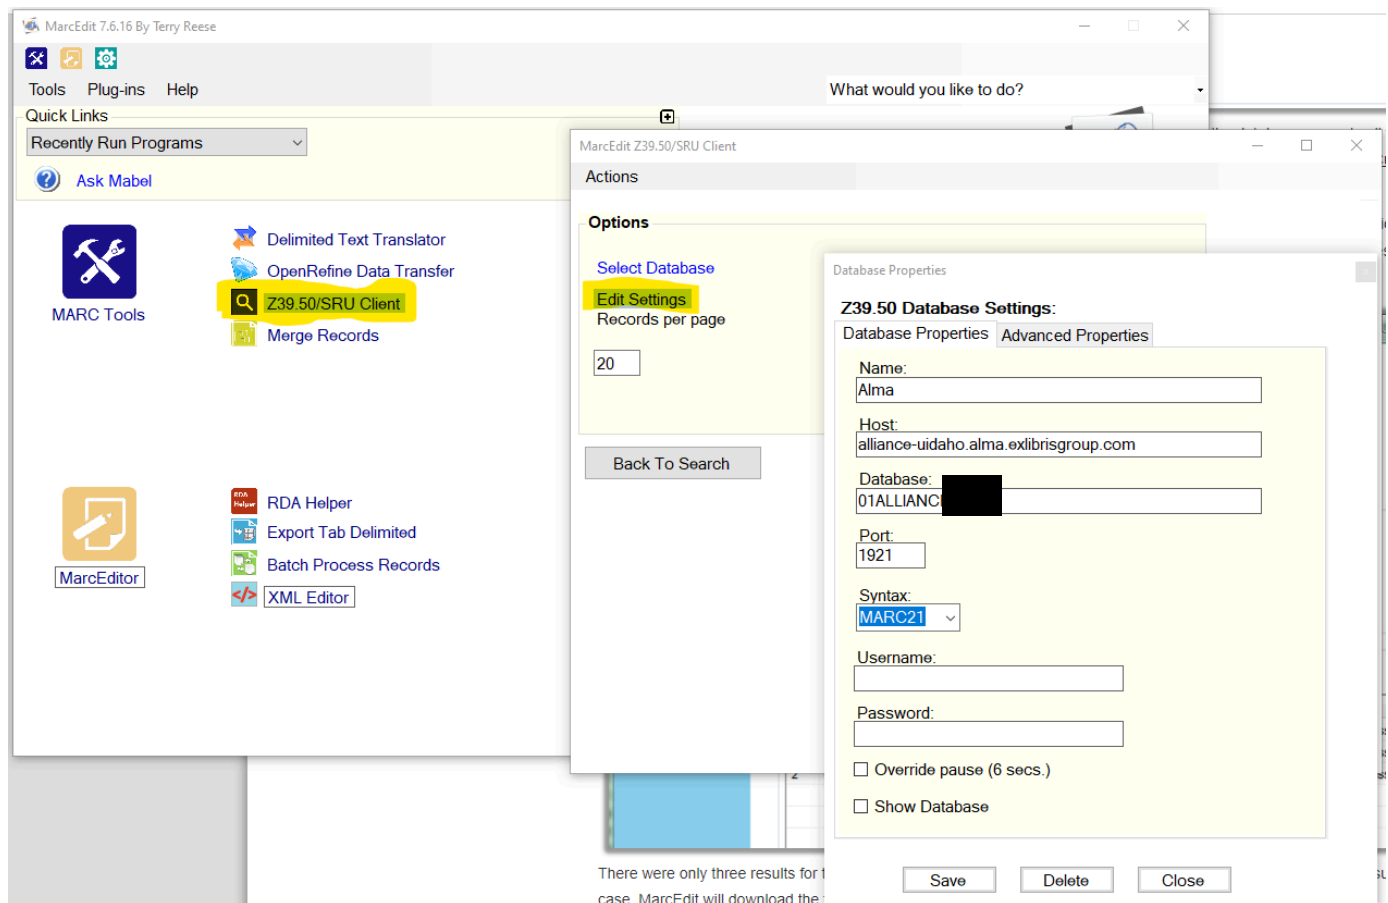 MarcEdit 7.6.16 By Terry Reese
Tools Plug-ins Help
What would you like to do?
Quick Links
Recently Run Programs
Ask Mabel
MARC Tools
Delimited Text Translator
OpenRefine Data Transfer
Z39.50/SRU Client
Merge Records
MarcEditor
RDA Helper
RDA Helper
Export Tab Delimited
Batch Process Records
XML Editor
MarcEdit Z39.50/SRU Client
Actions
Options
Select Database
Edit Settings
Records per page
20
Back To Search
Database Properties
Z39.50 Database Settings:
Database Properties Advanced Properties
Name:
Alma
Host:
alliance-uidaho.alma.exlibrisgroup.com
Database:
01ALLIANC
Port:
1921
Syntax:
MARC21
Username:
Password:
Override pause (6 secs.)
Show Database
Save Delete Close
2
There were only three results for
case. MarcEdit will download the